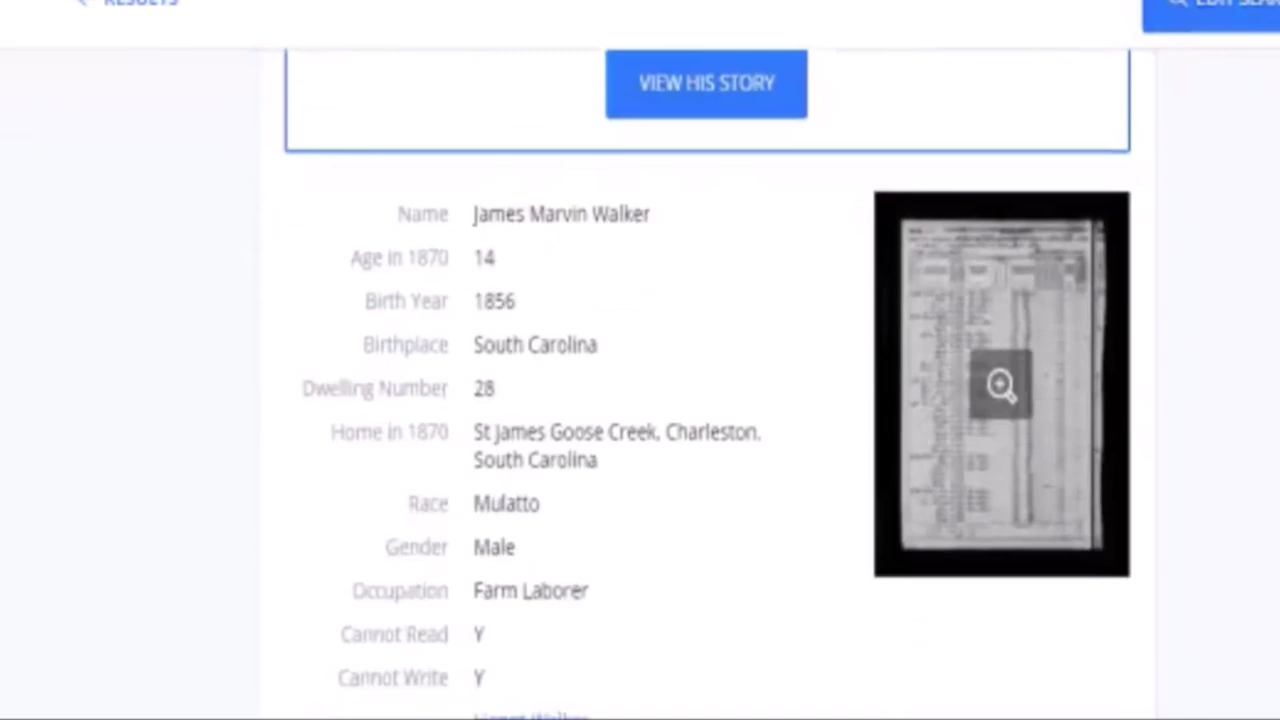 RESULTS
VIEW HIS STORY
Name James Marvin Walker
Age in 1870 14
Birth Year 1856
Birthplace South Carolina
Dwelling Number 28
Home in 1870 St James Goose Creek, Charleston,
South Carolina
Race Mulatto
Gender Male
Occupation Farm Laborer
Cannot Read Y
Cannot Write Y
Walker